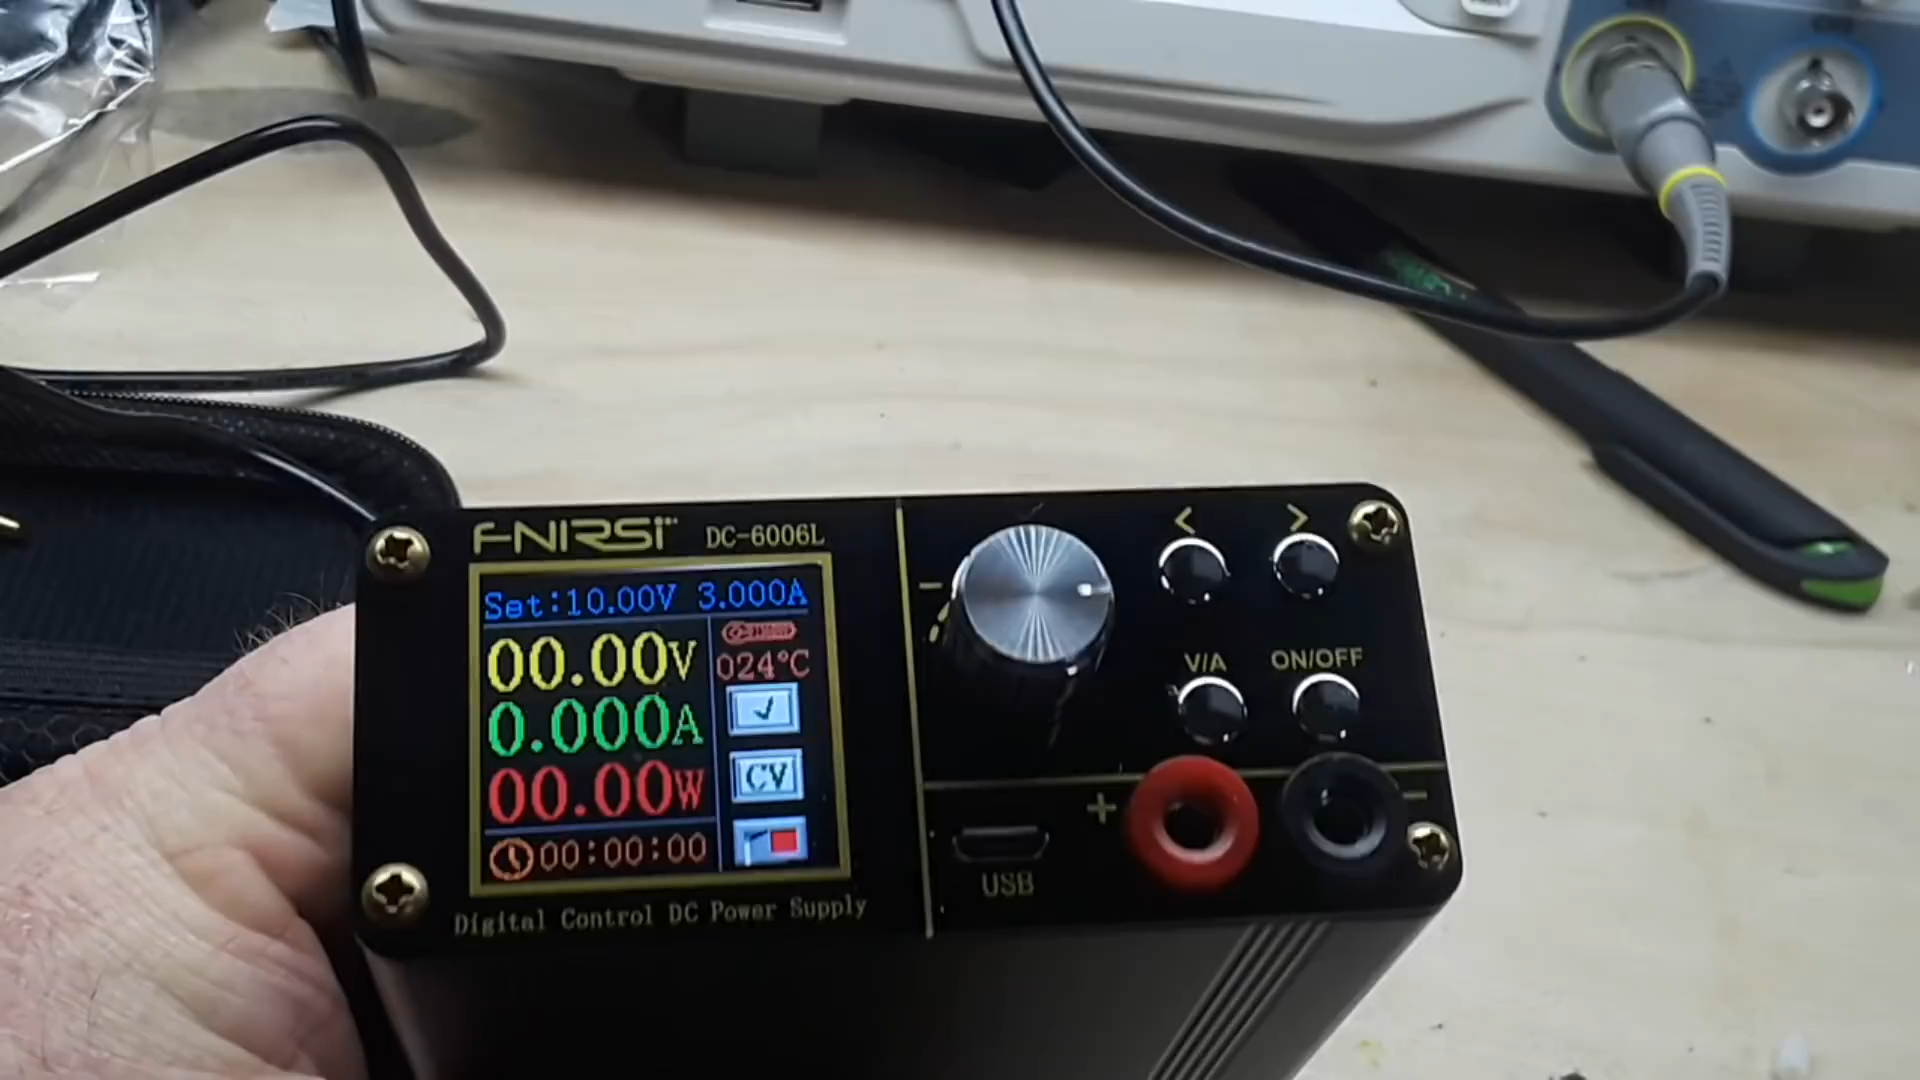 FNIRSI DC-6006L
Set:10.00V 3.000A
00.00V
024°C
0.000A
CV
00.00W
00:00:00
Digital Control DC Power Supply
< >
−
V/A ON/OFF
+ −
USB